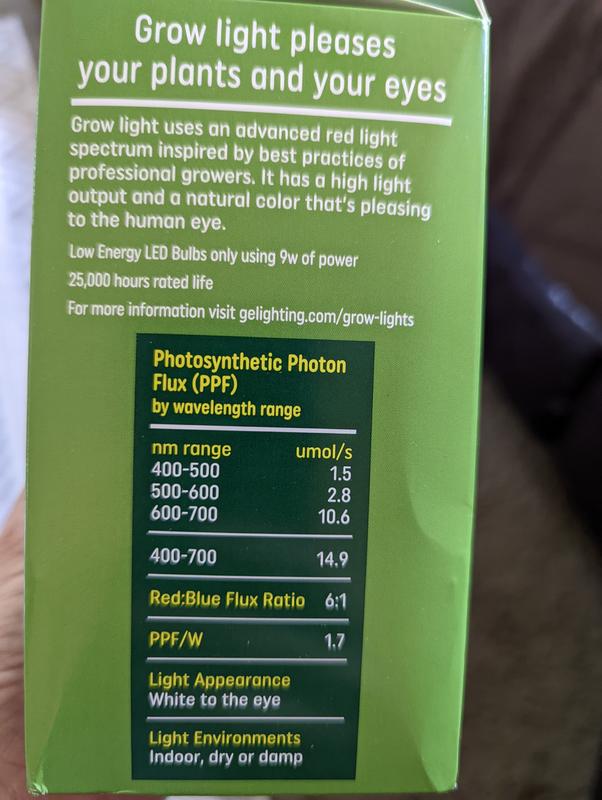 Grow light pleases
your plants and your eyes
Grow light uses an advanced red light
spectrum inspired by best practices of
professional growers. It has a high light
output and a natural color that's pleasing
to the human eye.
Low Energy LED Bulbs only using 9w of power
25,000 hours rated life
For more information visit gelighting.com/grow-lights
Photosynthetic Photon
Flux (PPF)
by wavelength range
nm range umol/s
400-500 1.5
500-600 2.8
600-700 10.6
400-700 14.9
Red:Blue Flux Ratio 6:1
PPF/W 1.7
Light Appearance
White to the eye
Light Environments
Indoor, dry or damp